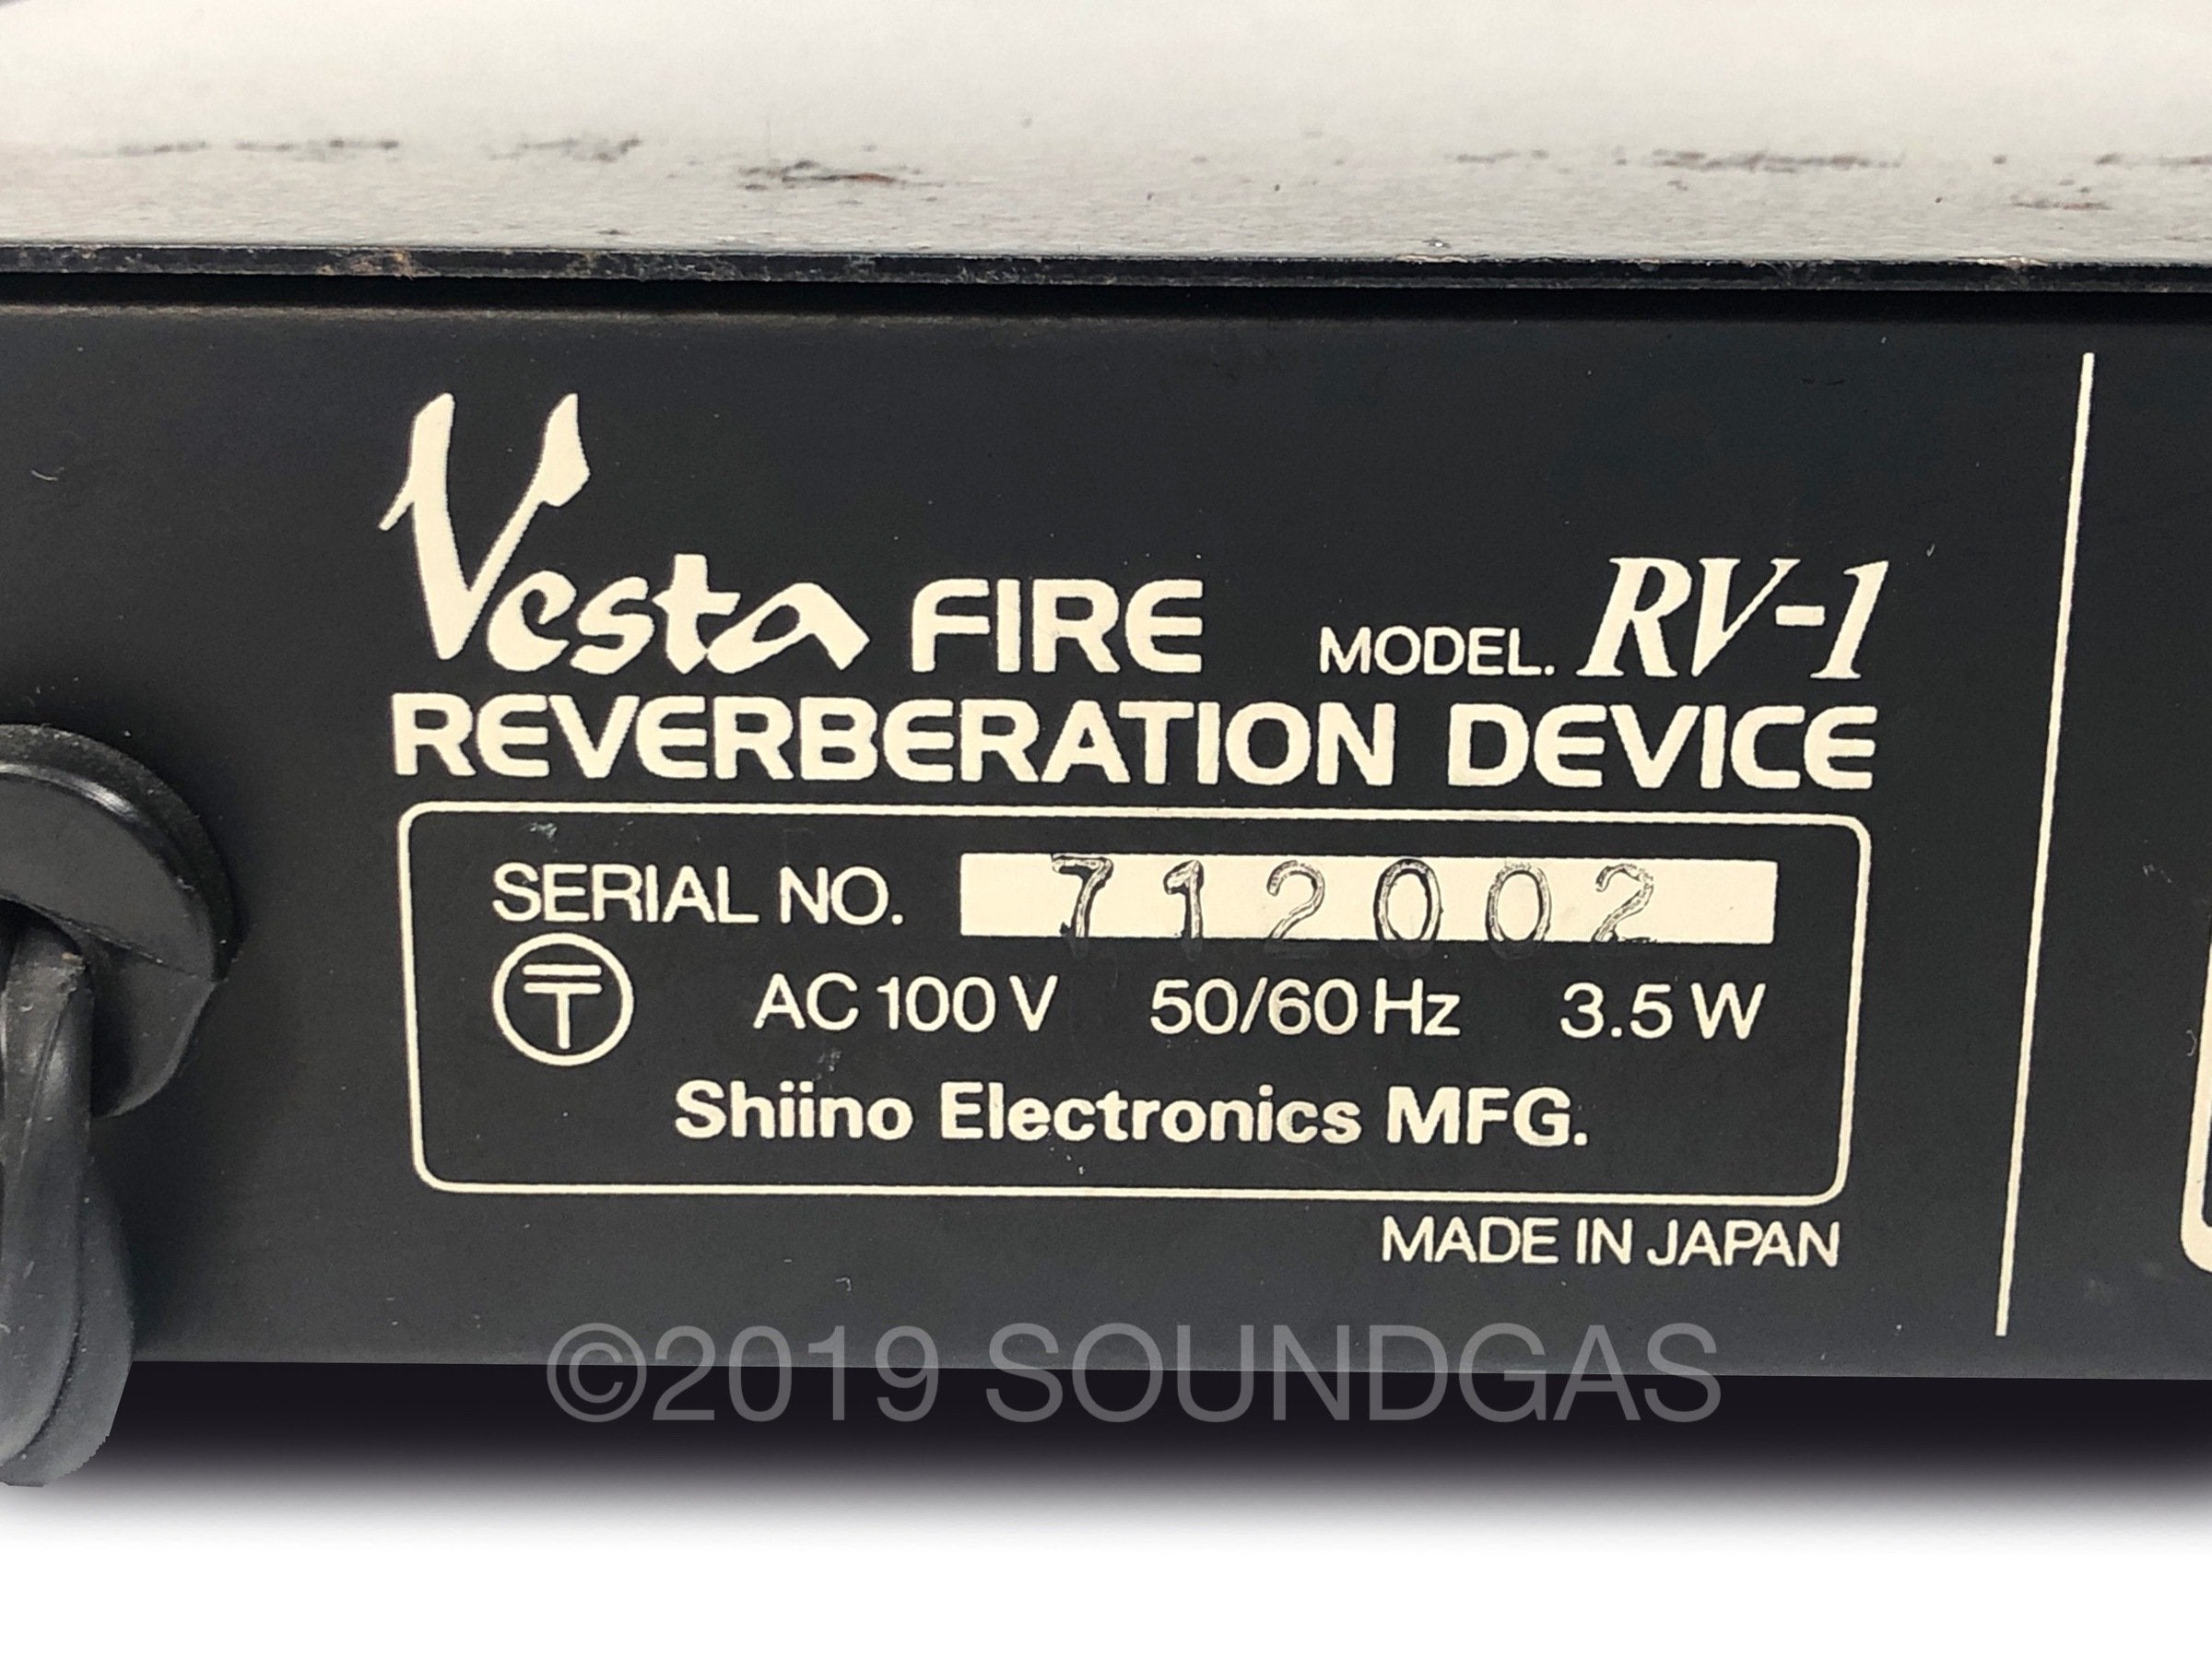 Vesta FIRE MODEL. RV-1
REVERBERATION DEVICE
SERIAL NO. 712002
〶 AC 100 V 50/60 Hz 3.5 W
Shiino Electronics MFG.
MADE IN JAPAN
©2019 SOUNDGAS